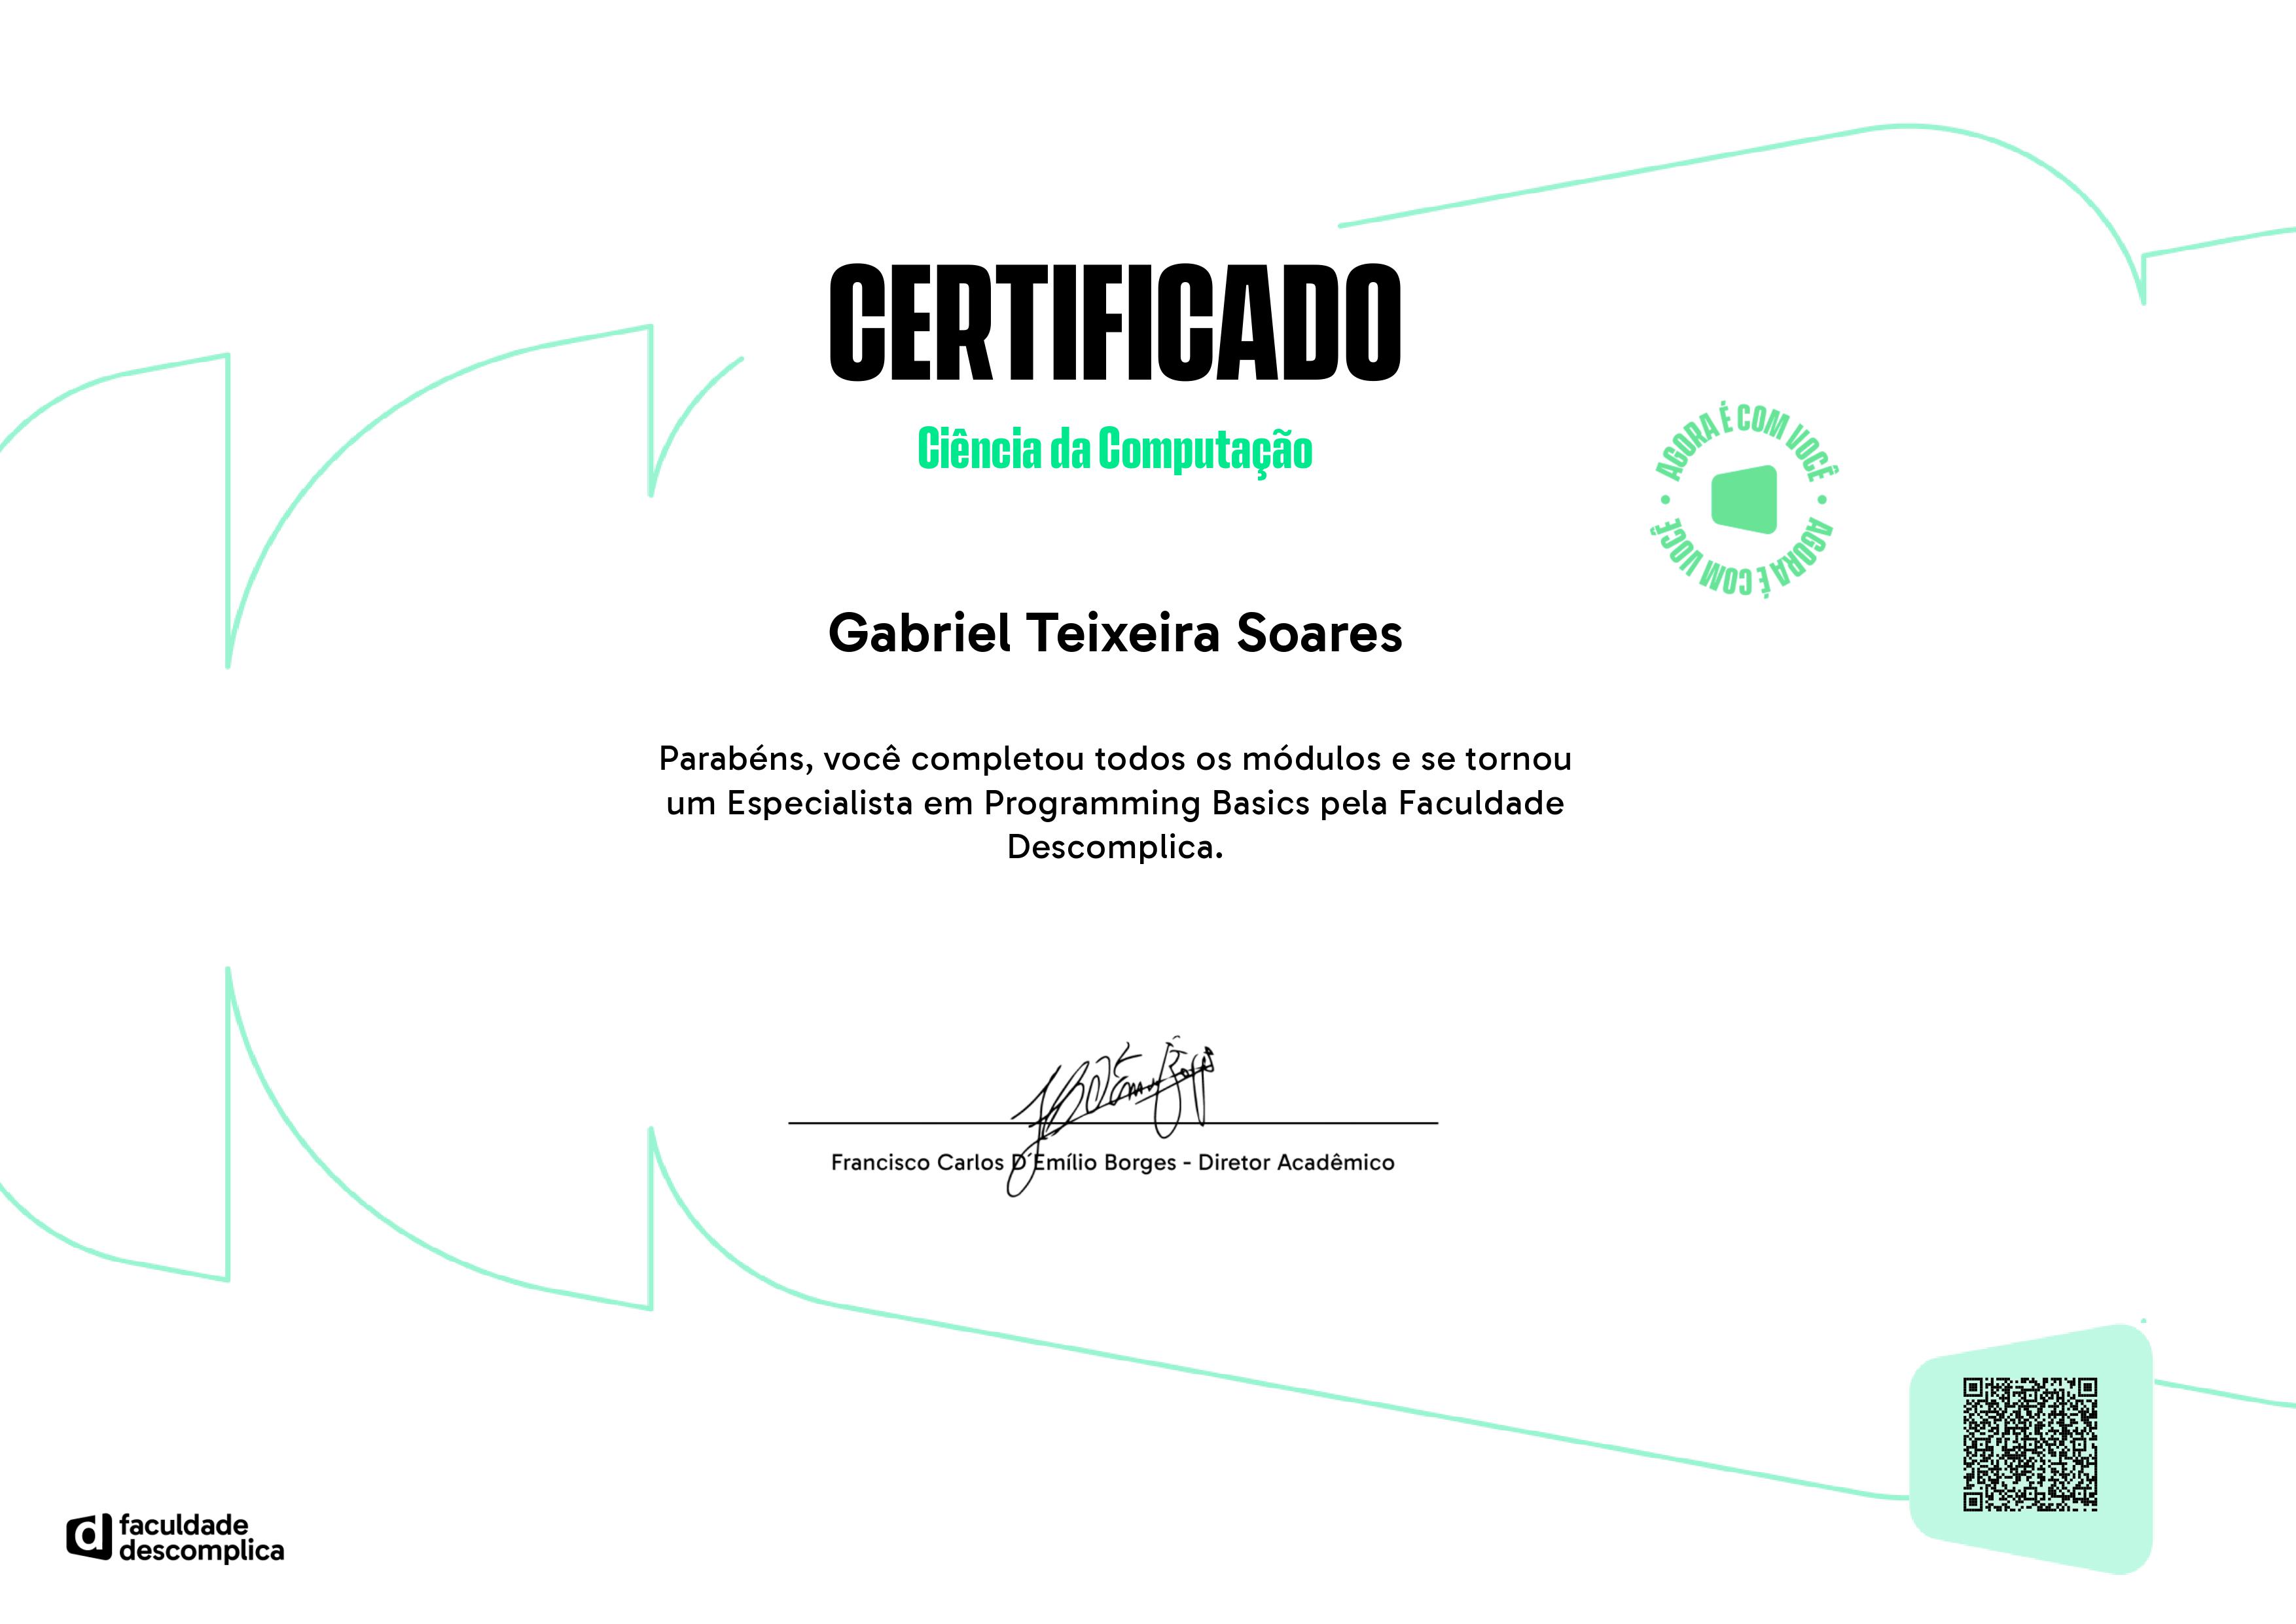 CERTIFICADO
Ciência da Computação
AGORA É COM VOCÊ • AGORA É COM VOCÊ •
Gabriel Teixeira Soares
Parabéns, você completou todos os módulos e se tornou
um Especialista em Programming Basics pela Faculdade
Descomplica.
Francisco Carlos D´Emílio Borges - Diretor Acadêmico
d faculdade
descomplica